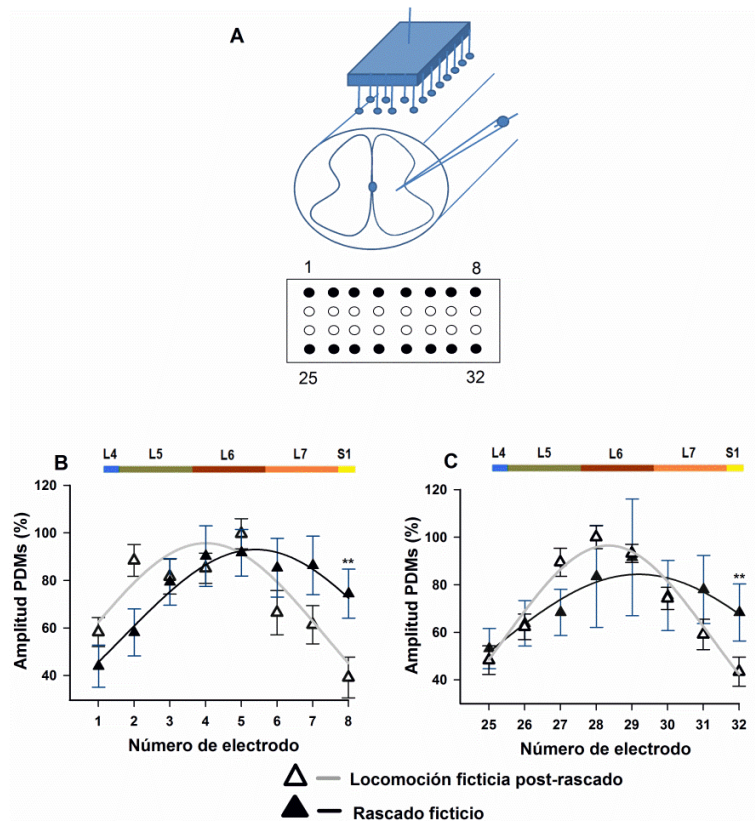 A
1 8
25 32
B
L4 L5 L6 L7 S1
120
100
80
60
40
Amplitud PDMs (%)
**
1 2 3 4 5 6 7 8
Número de electrodo
C
L4 L5 L6 L7 S1
120
100
80
60
40
Amplitud PDMs (%)
**
25 26 27 28 29 30 31 32
Número de electrodo
Locomoción ficticia post-rascado
Rascado ficticio